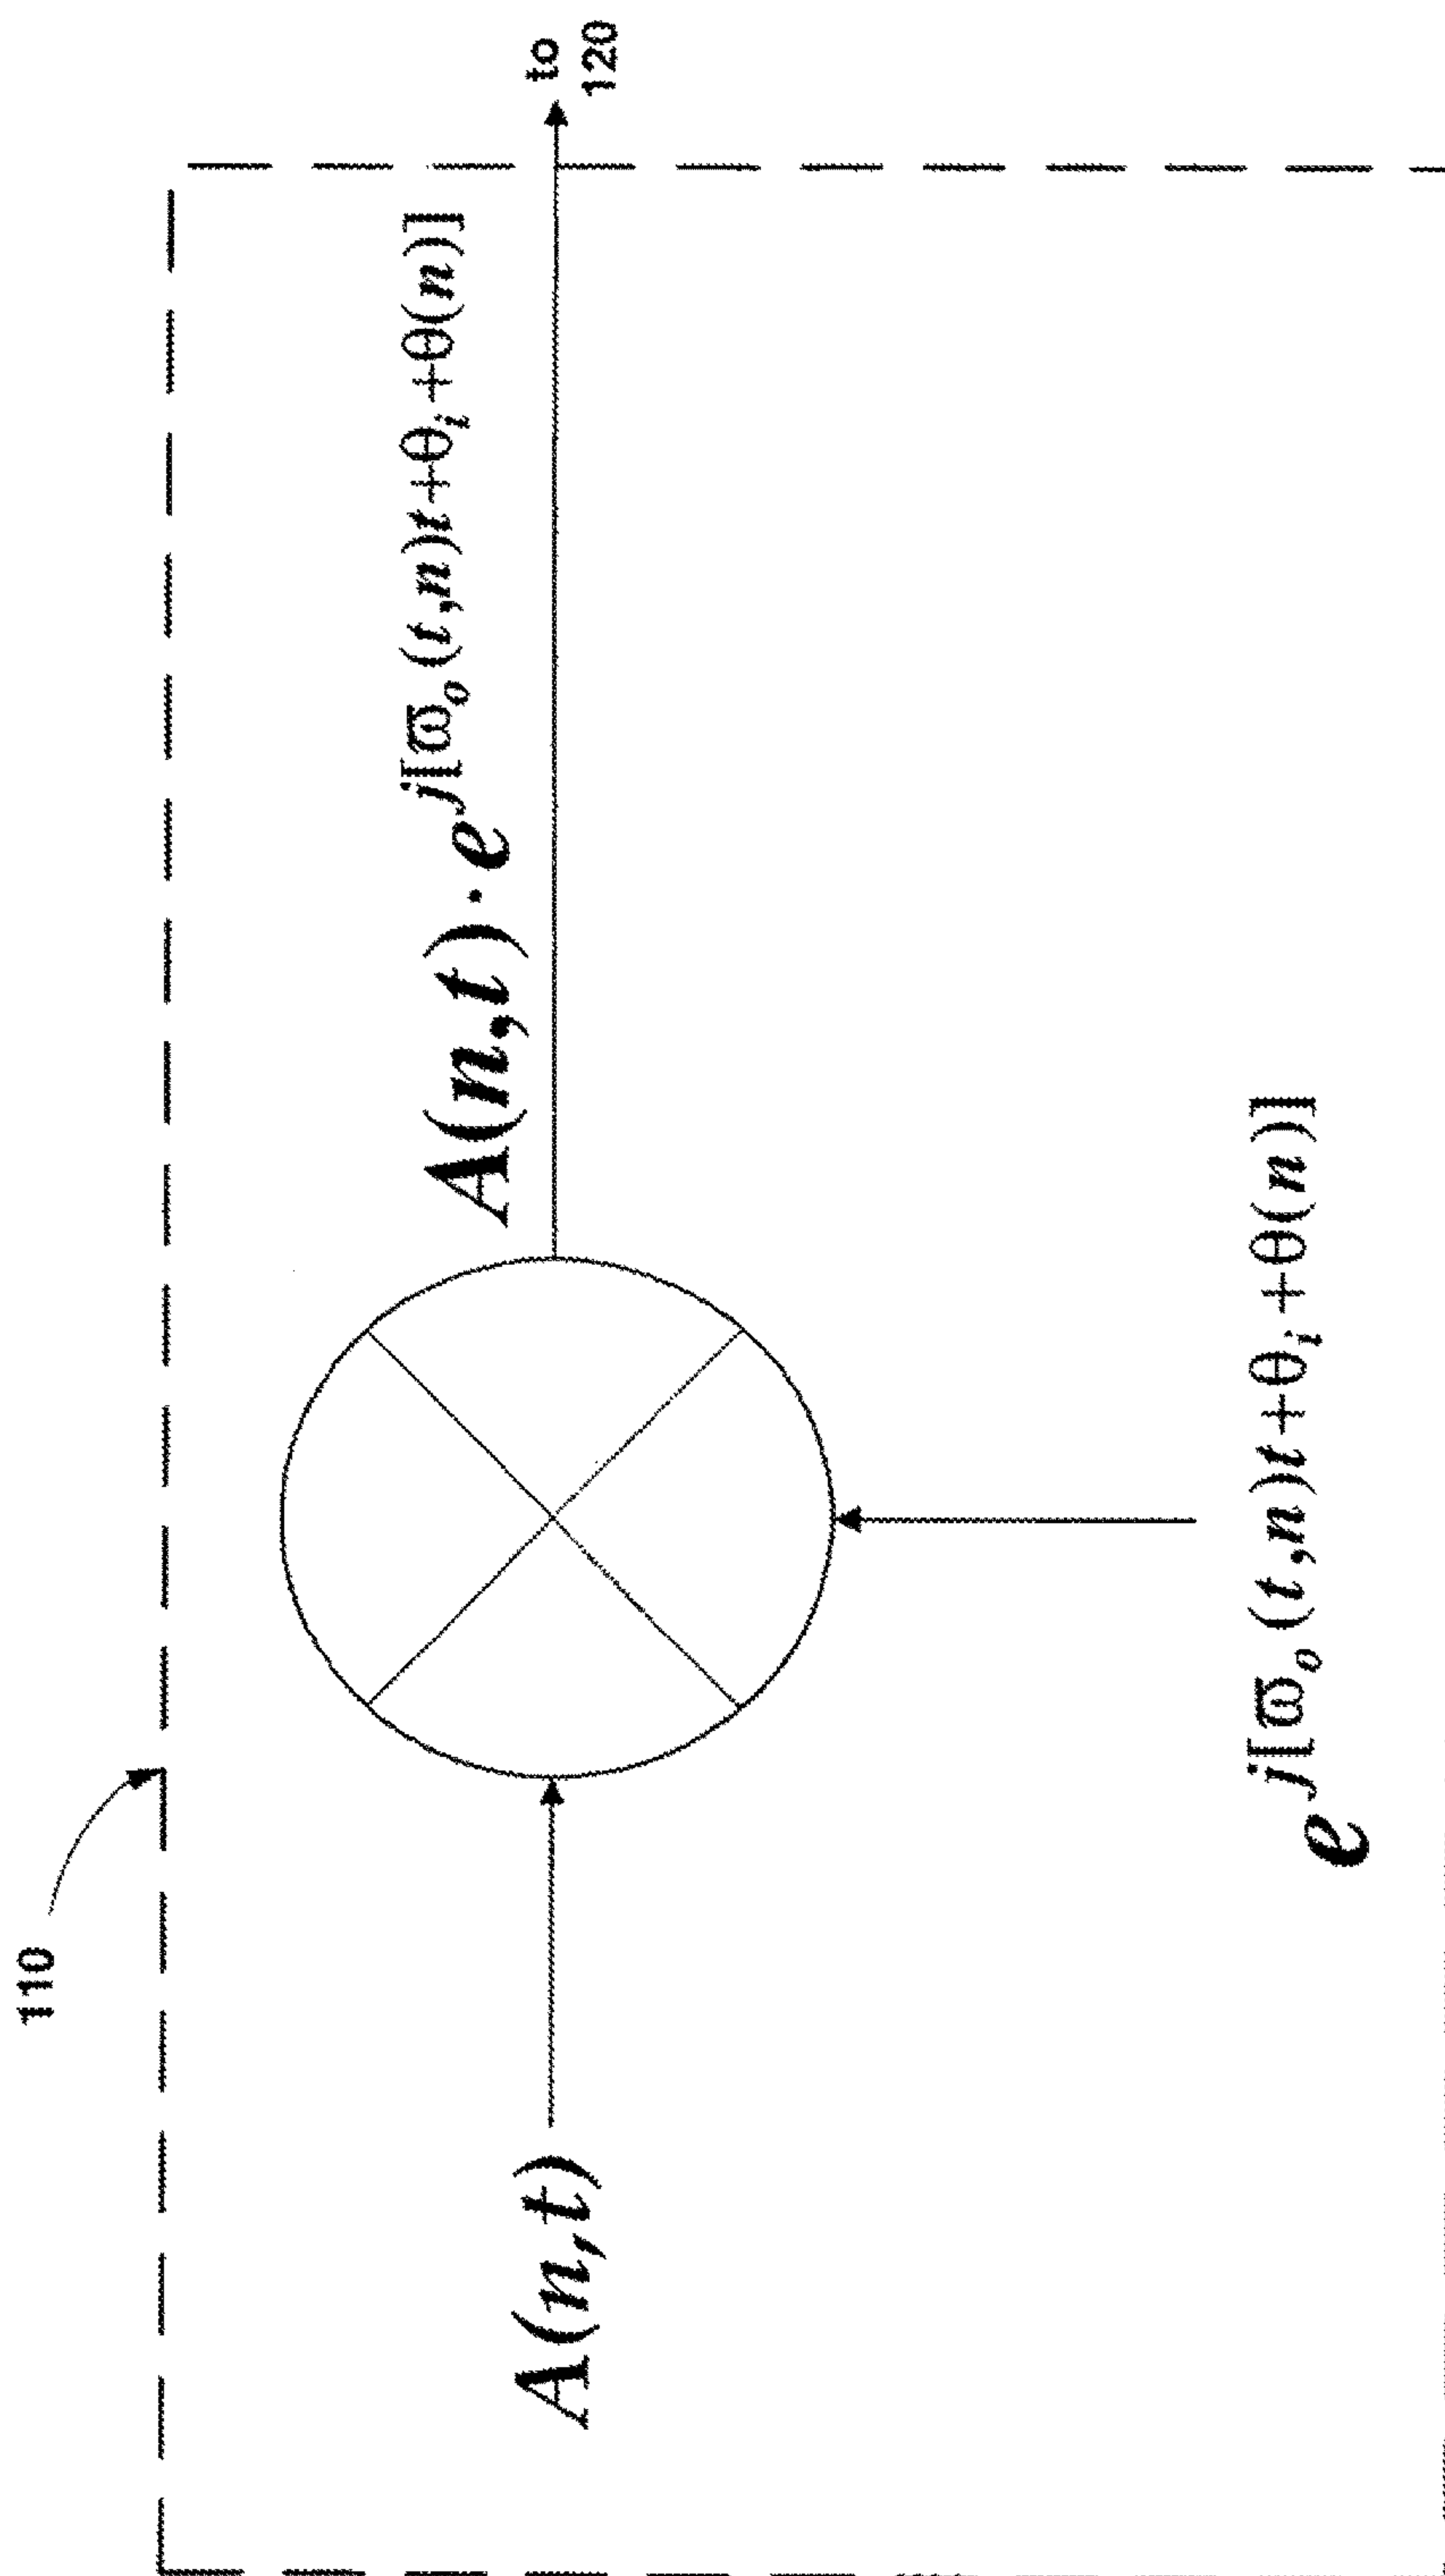 110
A(n,t)
A(n,t)·e^{j[ϖ_o(t,n)t+θ_i+θ(n)]}
to
120
e^{j[ϖ_o(t,n)t+θ_i+θ(n)]}